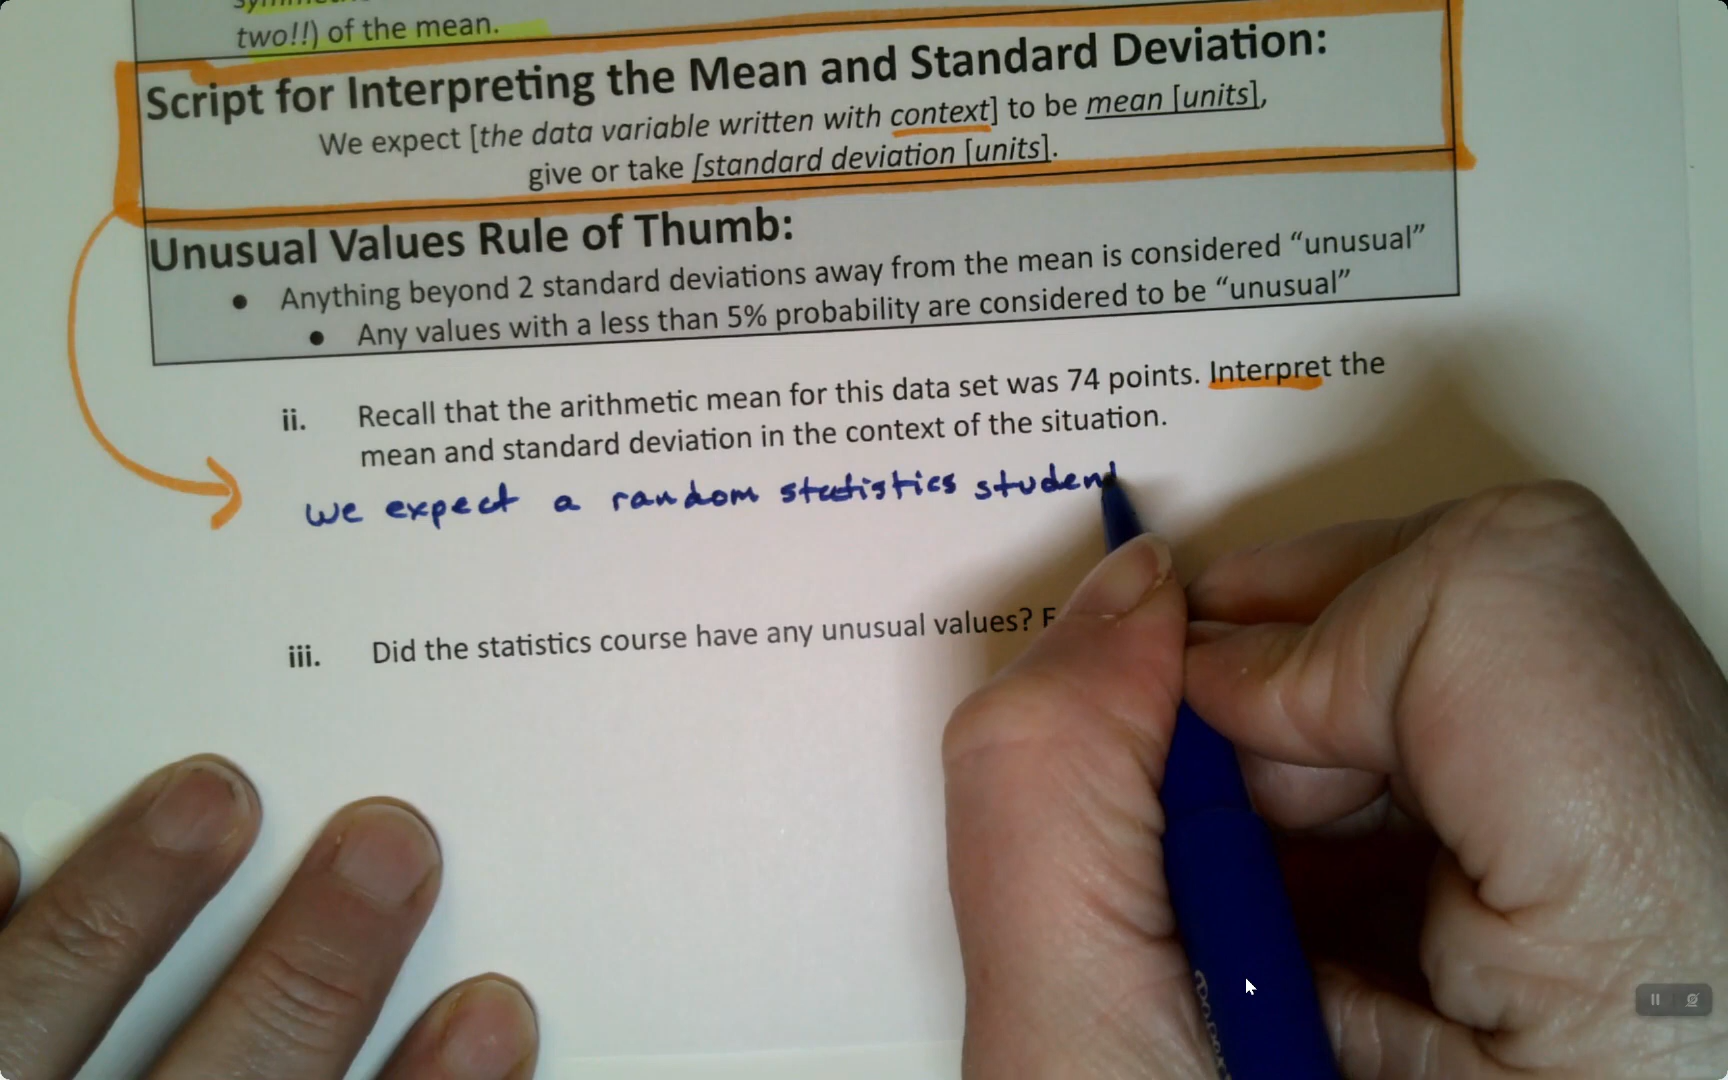 two!!) of the mean.
Script for Interpreting the Mean and Standard Deviation:
We expect [the data variable written with context] to be mean [units],
give or take [standard deviation [units].
Unusual Values Rule of Thumb:
• Anything beyond 2 standard deviations away from the mean is considered “unusual”
• Any values with a less than 5% probability are considered to be “unusual”
ii. Recall that the arithmetic mean for this data set was 74 points. Interpret the
mean and standard deviation in the context of the situation.
We expect a random statistics student
iii. Did the statistics course have any unusual values?